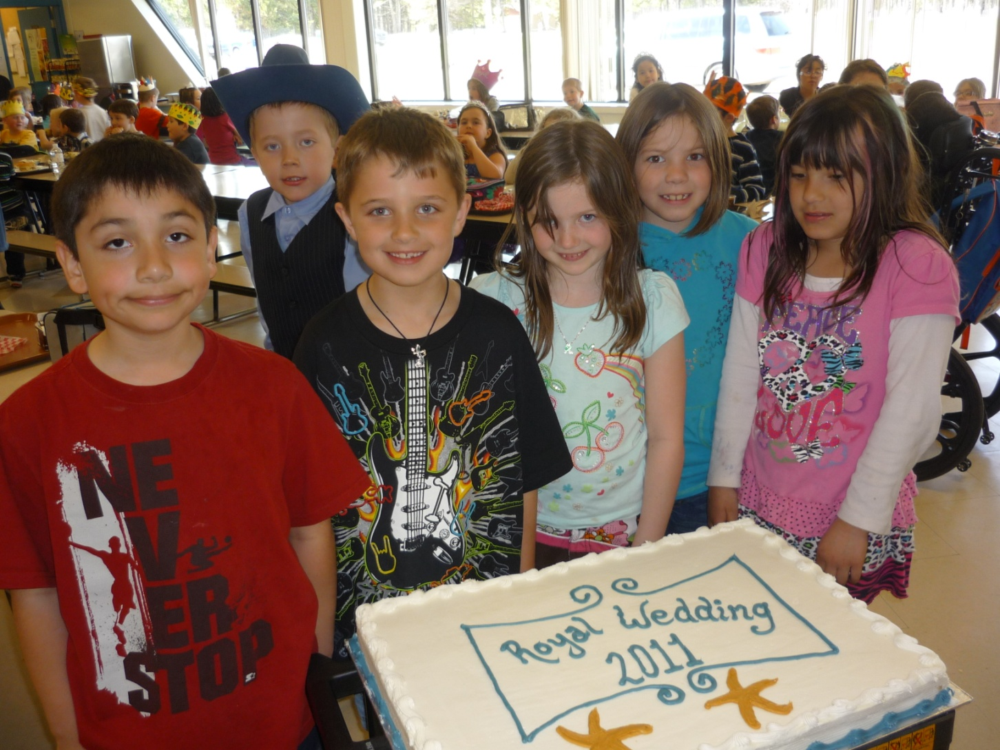 NE
V
ER
STOP
PEACE
LOVE
Royal Wedding
2011